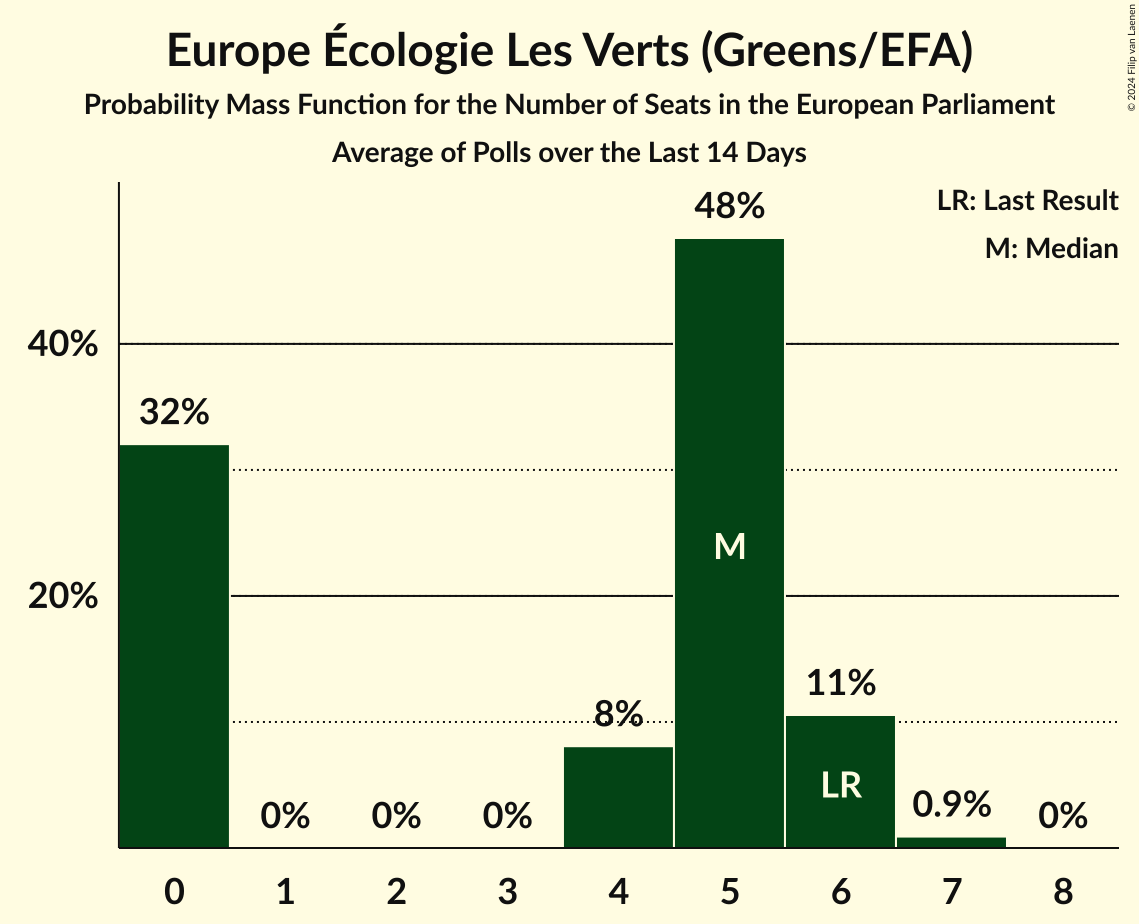 Europe Écologie Les Verts (Greens/EFA)
Probability Mass Function for the Number of Seats in the European Parliament
Average of Polls over the Last 14 Days
© 2024 Filip van Laenen
LR: Last Result
M: Median
48%
40%
32%
M
20%
11%
8%
LR
0.9%
0%
0%
0%
0%
0
1
2
3
4
5
6
7
8